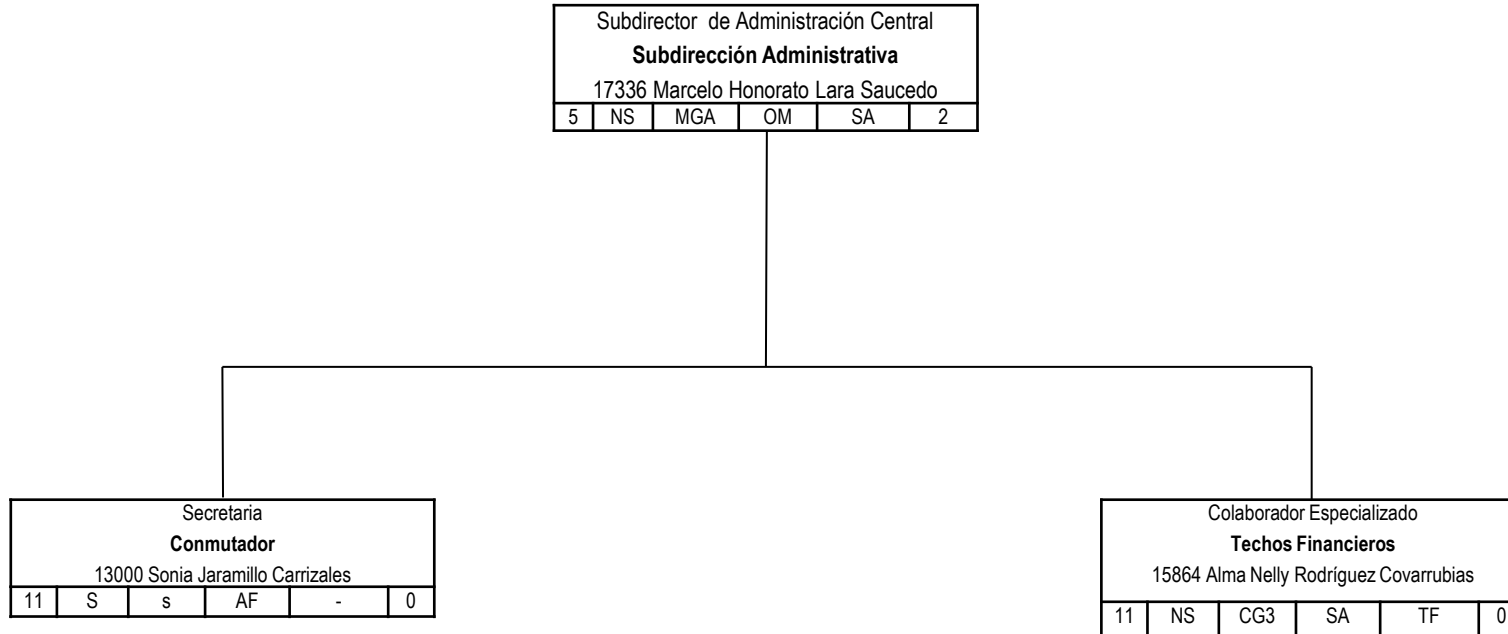 Subdirector de Administración Central
Subdirección Administrativa
17336 Marcelo Honorato Lara Saucedo
5 NS MGA OM SA 2
Secretaria
Conmutador
13000 Sonia Jaramillo Carrizales
11 S s AF - 0
Colaborador Especializado
Techos Financieros
15864 Alma Nelly Rodríguez Covarrubias
11 NS CG3 SA TF 0